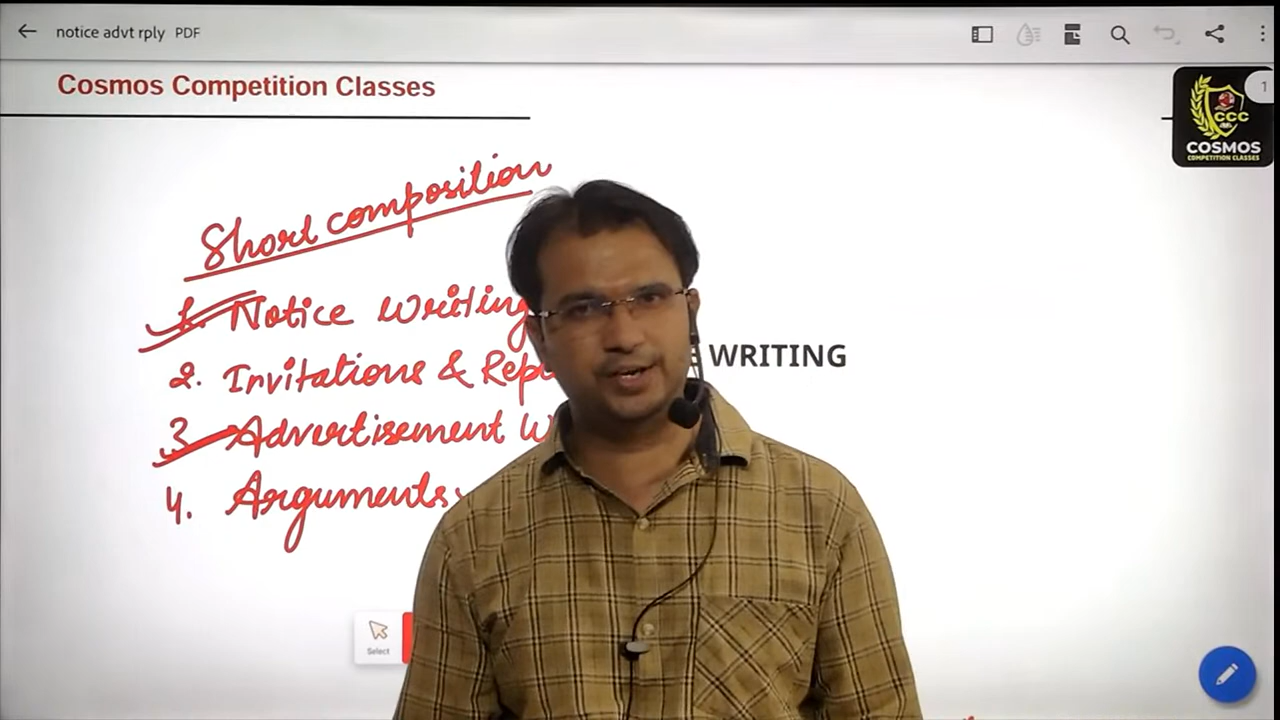 notice advt rply PDF
Cosmos Competition Classes
1
CCC
COSMOS
COMPETITION CLASSES
Short composition
1. Notice Writing
2. Invitations &
3. Advertisement
4. Arguments
WRITING
Select